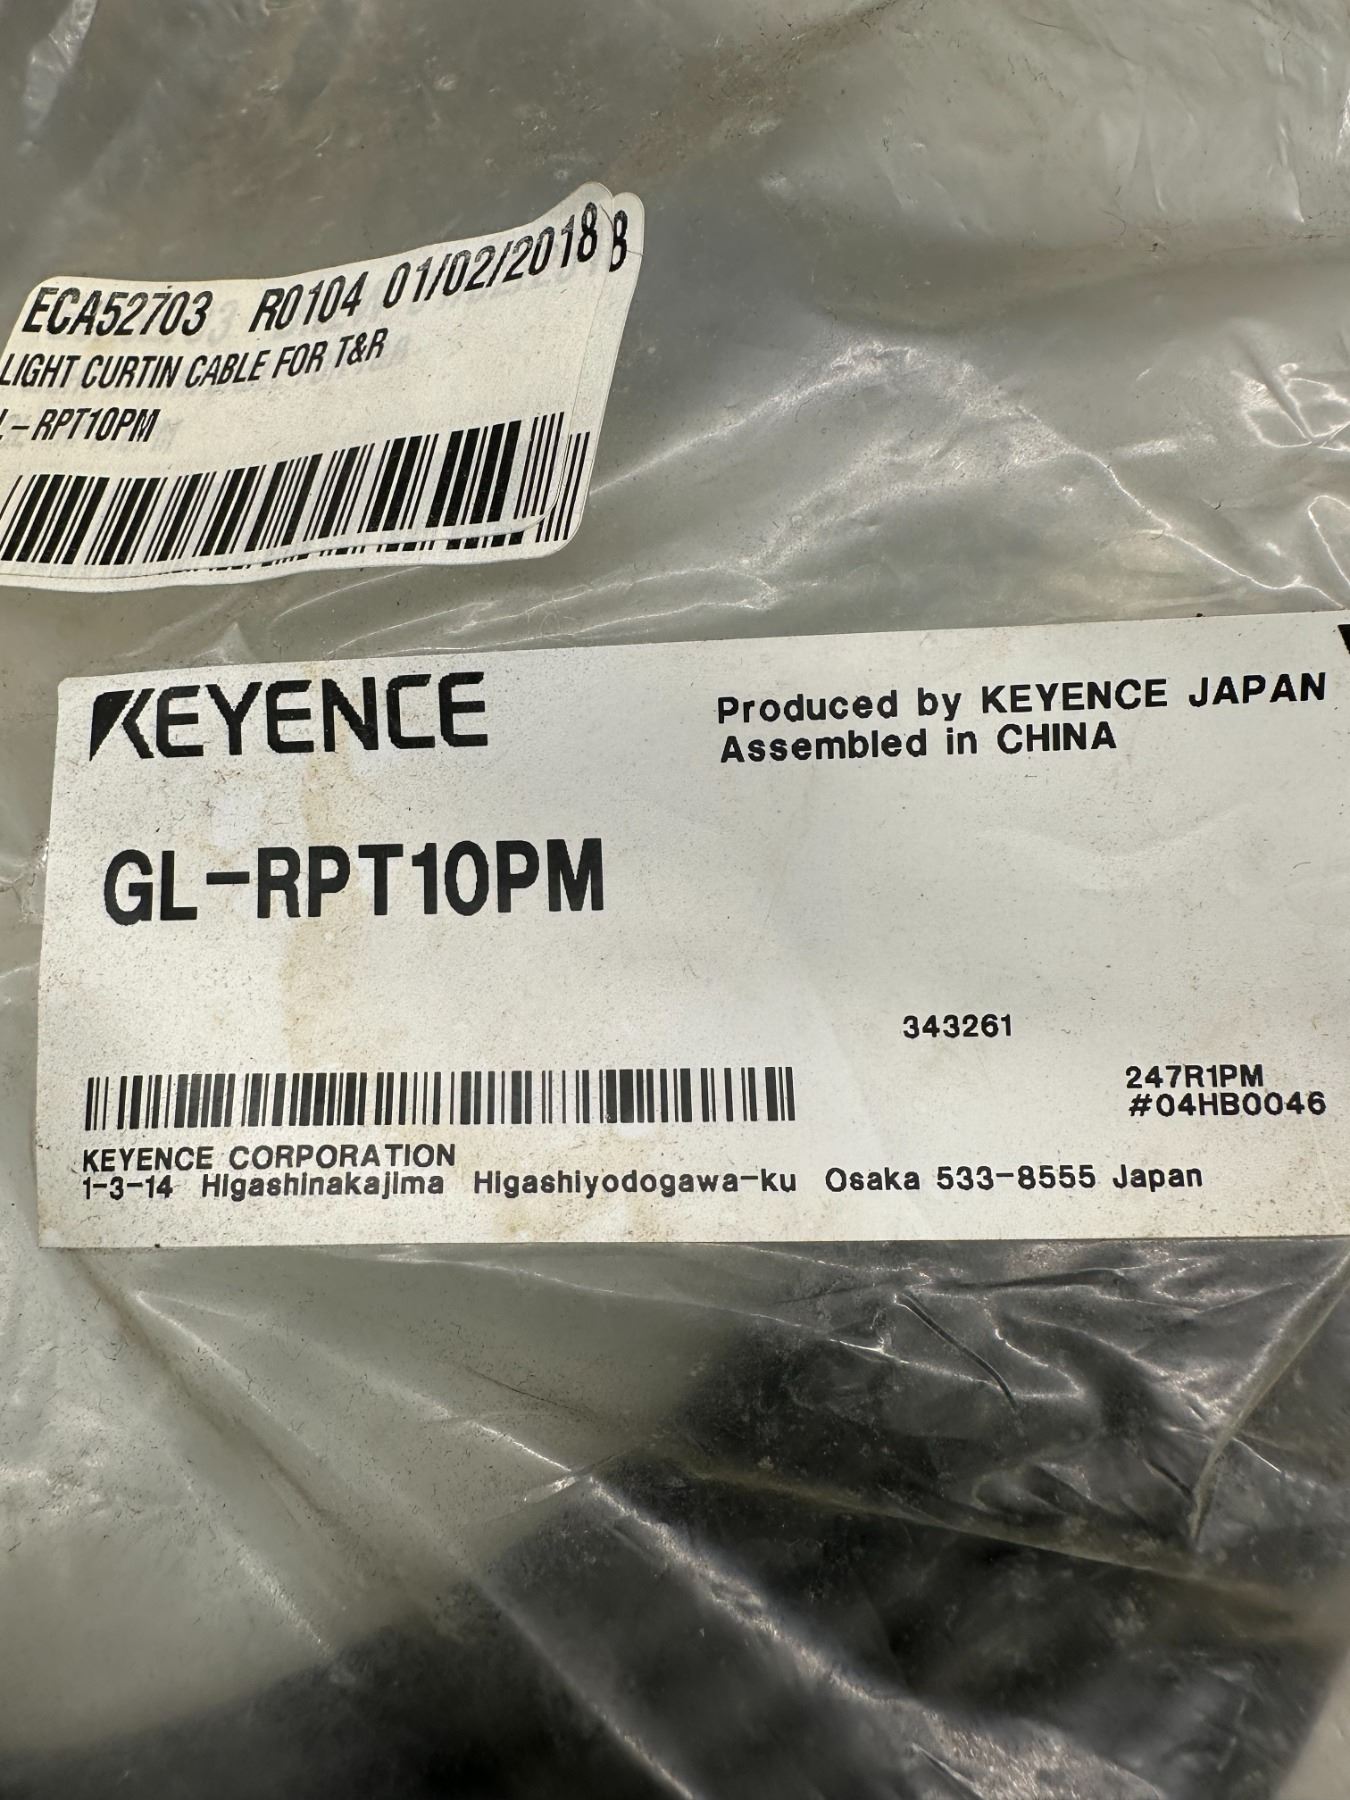 ECA52703 R0104 01/02/2018
8
LIGHT CURTIN CABLE FOR T&R
L-RPT10PM
KEYENCE
Produced by KEYENCE JAPAN
Assembled in CHINA
GL-RPT10PM
343261
247R1PM
#04HB0046
KEYENCE CORPORATION
1-3-14 Higashinakajima Higashiyodogawa-ku Osaka 533-8555 Japan